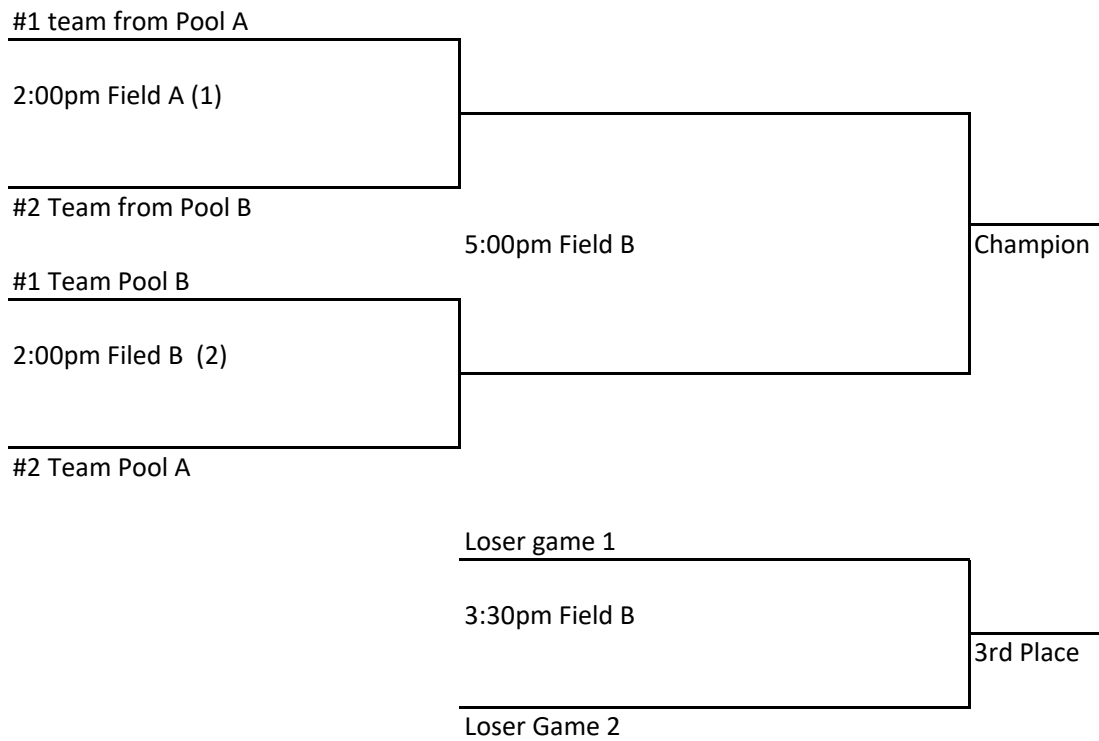 #1 team from Pool A
2:00pm Field A (1)
#2 Team from Pool B
5:00pm Field B
Champion
#1 Team Pool B
2:00pm Filed B  (2)
#2 Team Pool A
Loser game 1
3:30pm Field B
3rd Place
Loser Game 2